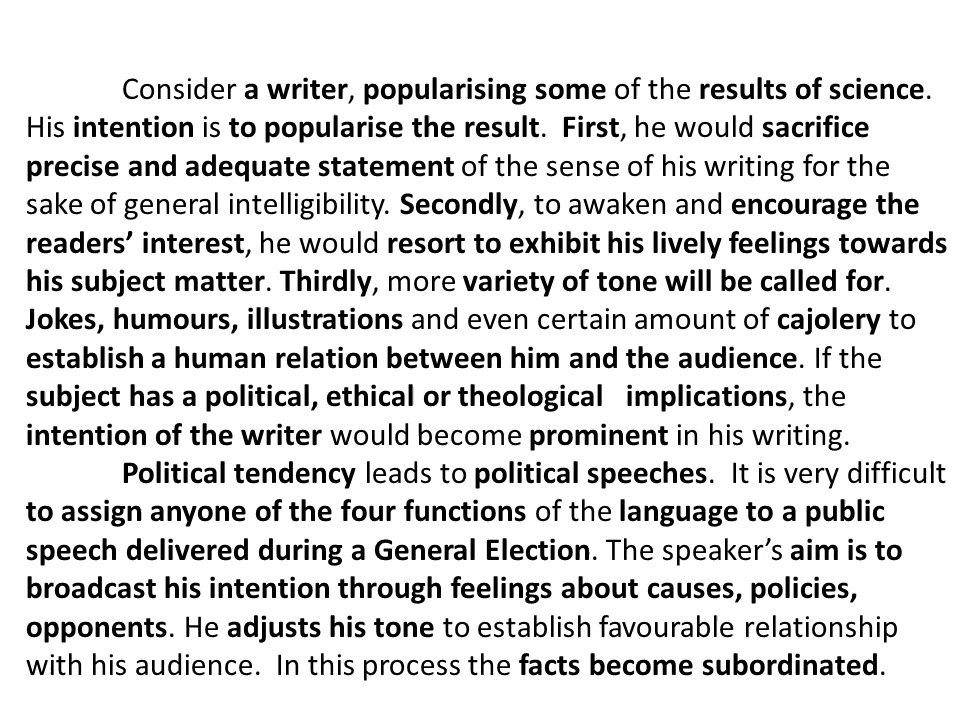 Consider a writer, popularising some of the results of science.
His intention is to popularise the result. First, he would sacrifice
precise and adequate statement of the sense of his writing for the
sake of general intelligibility. Secondly, to awaken and encourage the
readers’ interest, he would resort to exhibit his lively feelings towards
his subject matter. Thirdly, more variety of tone will be called for.
Jokes, humours, illustrations and even certain amount of cajolery to
establish a human relation between him and the audience. If the
subject has a political, ethical or theological implications, the
intention of the writer would become prominent in his writing.
Political tendency leads to political speeches. It is very difficult
to assign anyone of the four functions of the language to a public
speech delivered during a General Election. The speaker’s aim is to
broadcast his intention through feelings about causes, policies,
opponents. He adjusts his tone to establish favourable relationship
with his audience. In this process the facts become subordinated.